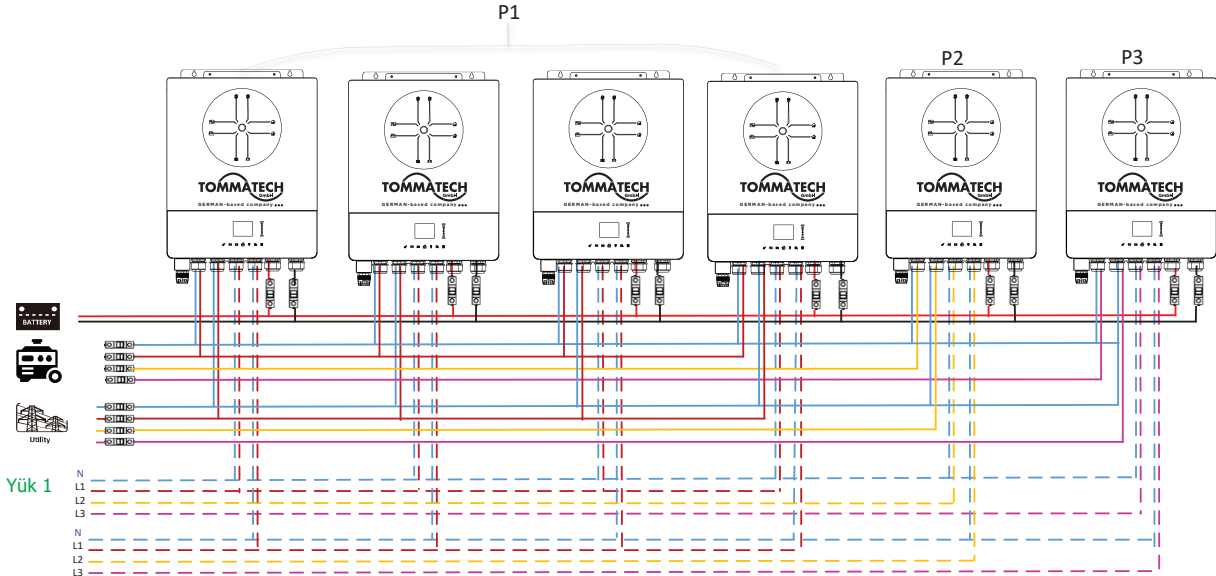 P1
P2
P3
TOMMATECH
GmbH
GERMAN-based company
TOMMATECH
GmbH
GERMAN-based company
TOMMATECH
GmbH
GERMAN-based company
TOMMATECH
GmbH
GERMAN-based company
TOMMATECH
GmbH
GERMAN-based company
TOMMATECH
GmbH
GERMAN-based company
BATTERY
Utility
Yük 1
N
L1
L2
L3
N
L1
L2
L3